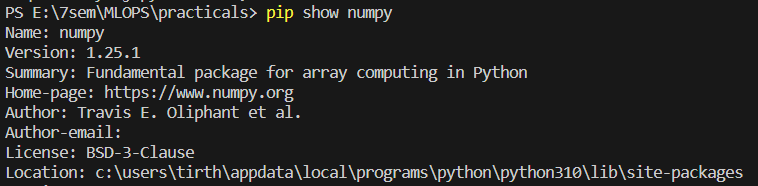 PS E:\7sem\MLOPS\practicals> pip show numpy
Name: numpy
Version: 1.25.1
Summary: Fundamental package for array computing in Python
Home-page: https://www.numpy.org
Author: Travis E. Oliphant et al.
Author-email:
License: BSD-3-Clause
Location: c:\users\tirth\appdata\local\programs\python\python310\lib\site-packages